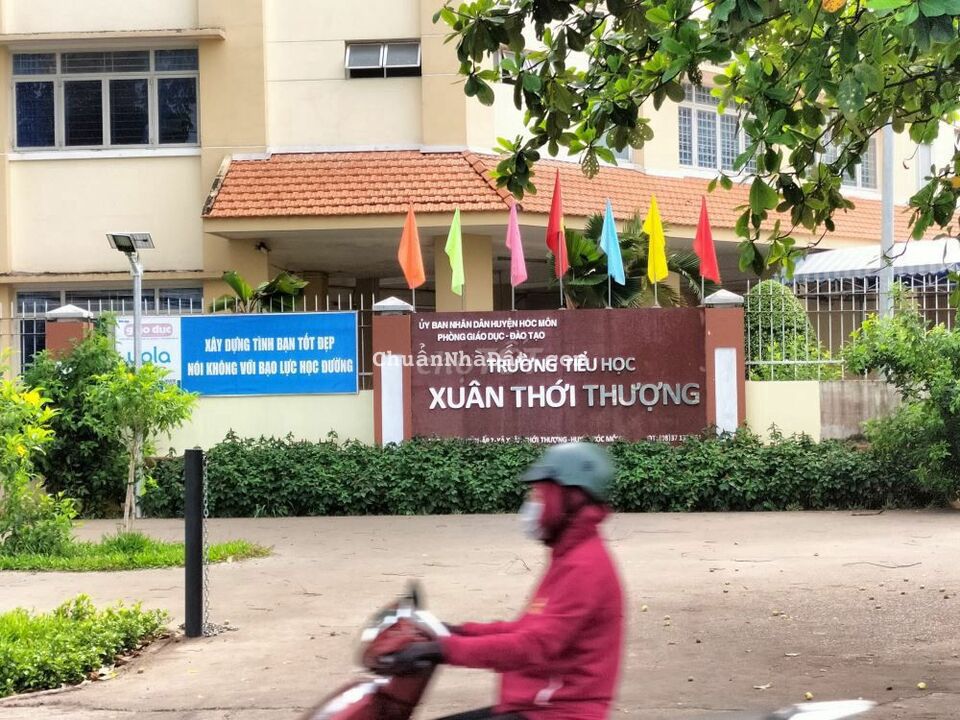 ỦY BAN NHÂN DÂN HUYỆN HÓC MÔN
PHÒNG GIÁO DỤC - ĐÀO TẠO
TRƯỜNG TIỂU HỌC
XUÂN THỚI THƯỢNG
giáo dục
XÂY DỰNG TÌNH BẠN TỐT ĐẸP
NÓI KHÔNG VỚI BẠO LỰC HỌC ĐƯỜNG
ChuẩnNhàĐất.com